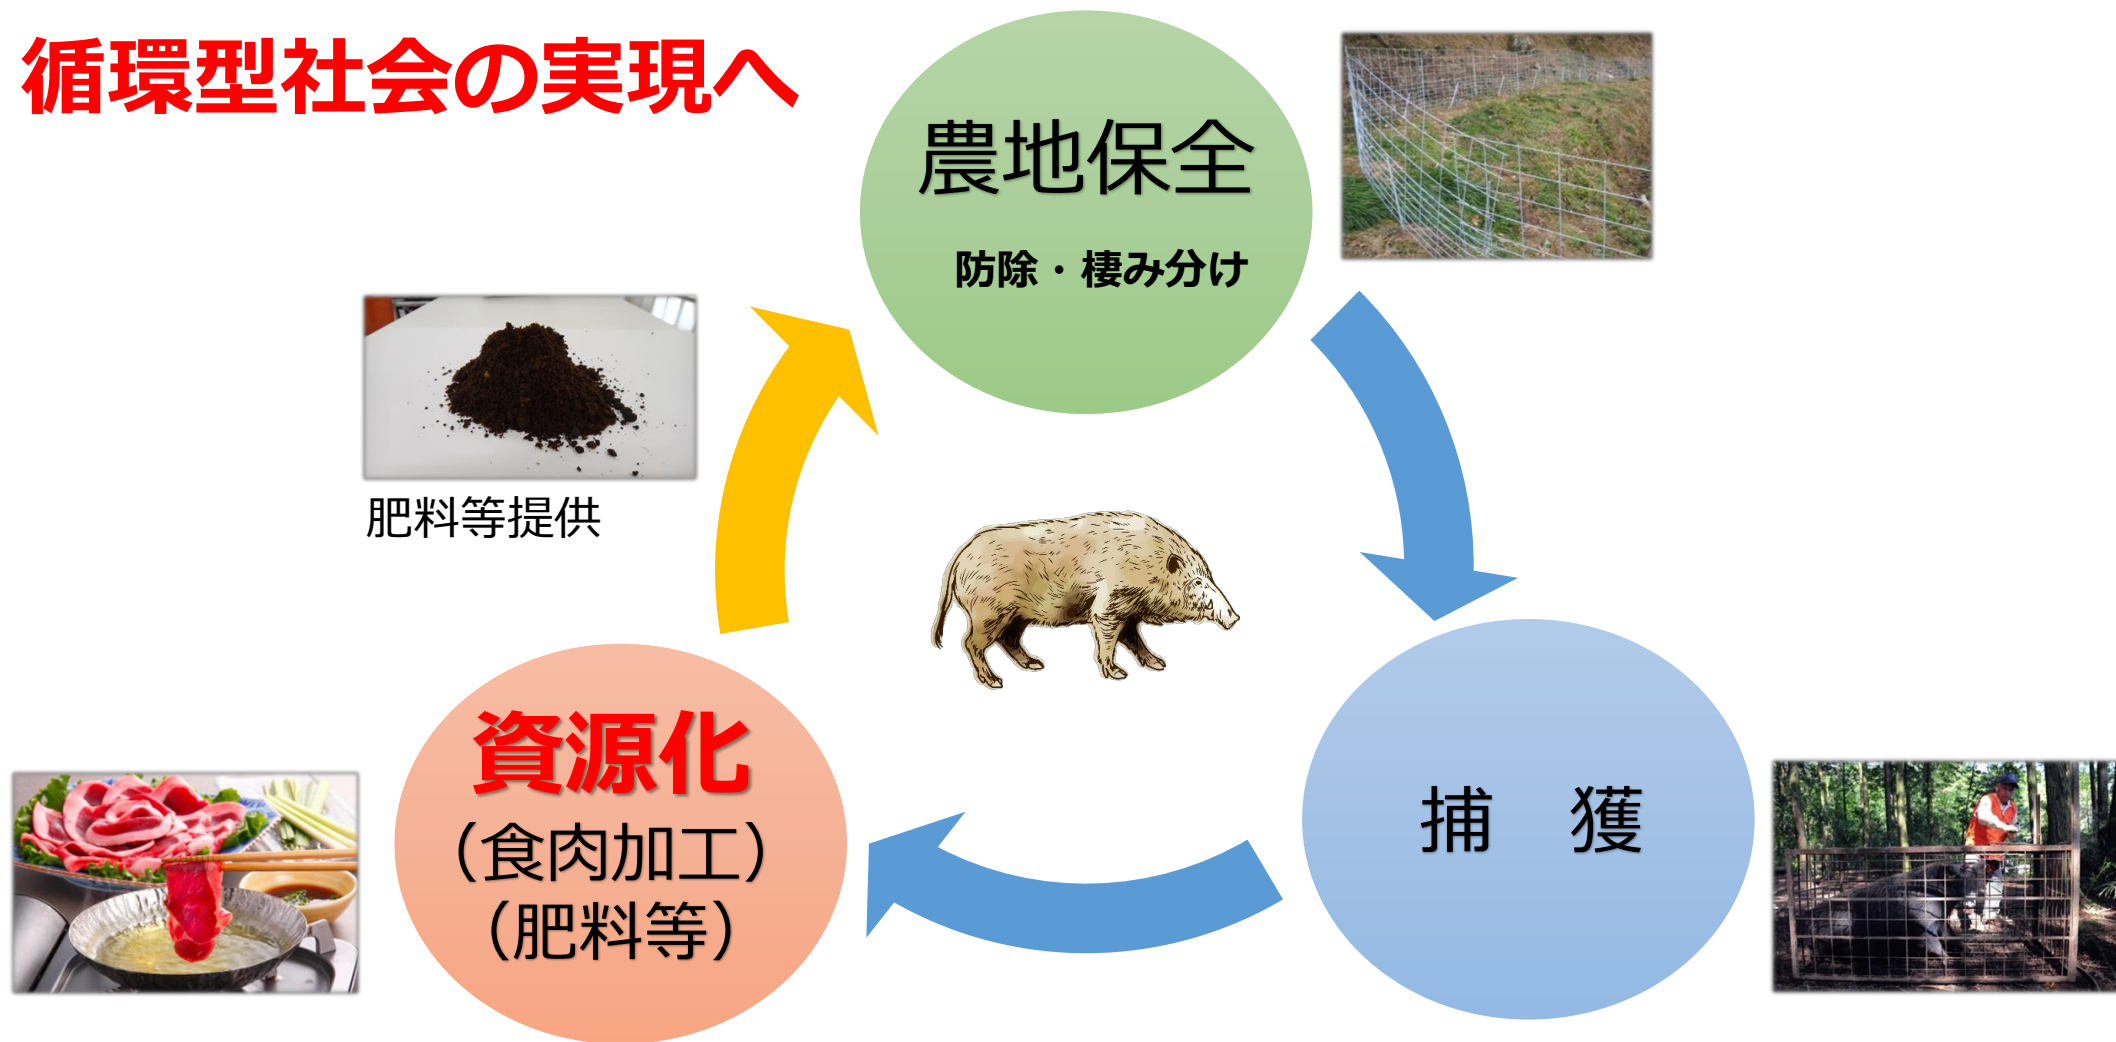 循環型社会の実現へ
農地保全
防除・棲み分け
肥料等提供
資源化
（食肉加工）
（肥料等）
捕　獲